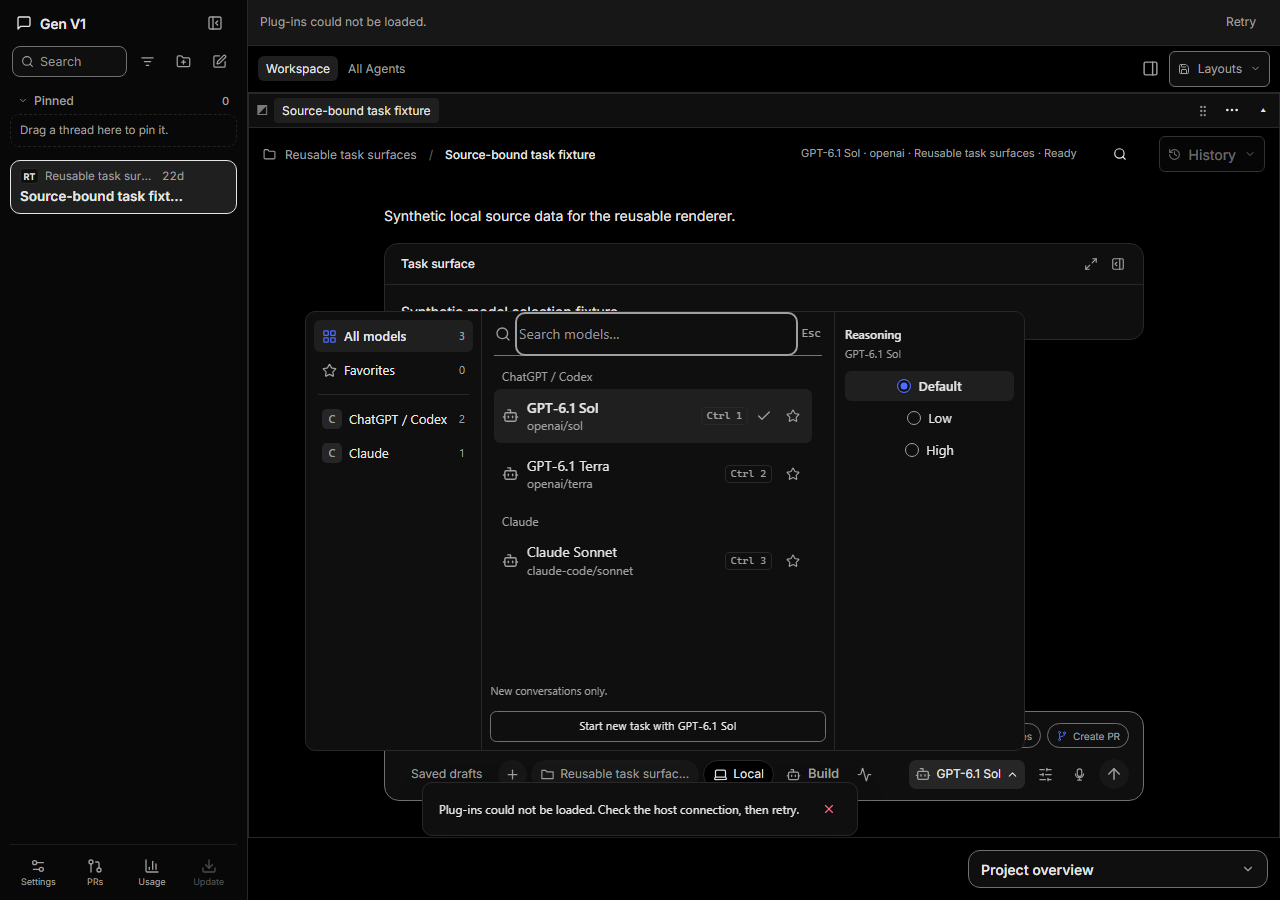 Gen V1
Search
Pinned
0
Drag a thread here to pin it.
RT Reusable task sur... 22d
Source-bound task fixt...
Settings
PRs
Usage
Update
Plug-ins could not be loaded.
Retry
Workspace
All Agents
Layouts
Source-bound task fixture
Reusable task surfaces / Source-bound task fixture
GPT-6.1 Sol · openai · Reusable task surfaces · Ready
History
Synthetic local source data for the reusable renderer.
Task surface
Synthetic model selection fixture
All models 3
Favorites 0
C ChatGPT / Codex 2
C Claude 1
Search models...
Esc
ChatGPT / Codex
GPT-6.1 Sol
openai/sol
Ctrl 1
GPT-6.1 Terra
openai/terra
Ctrl 2
Claude
Claude Sonnet
claude-code/sonnet
Ctrl 3
New conversations only.
Start new task with GPT-6.1 Sol
Reasoning
GPT-6.1 Sol
Default
Low
High
Create PR
Saved drafts
Reusable task surfac...
Local
Build
GPT-6.1 Sol
Plug-ins could not be loaded. Check the host connection, then retry.
Project overview